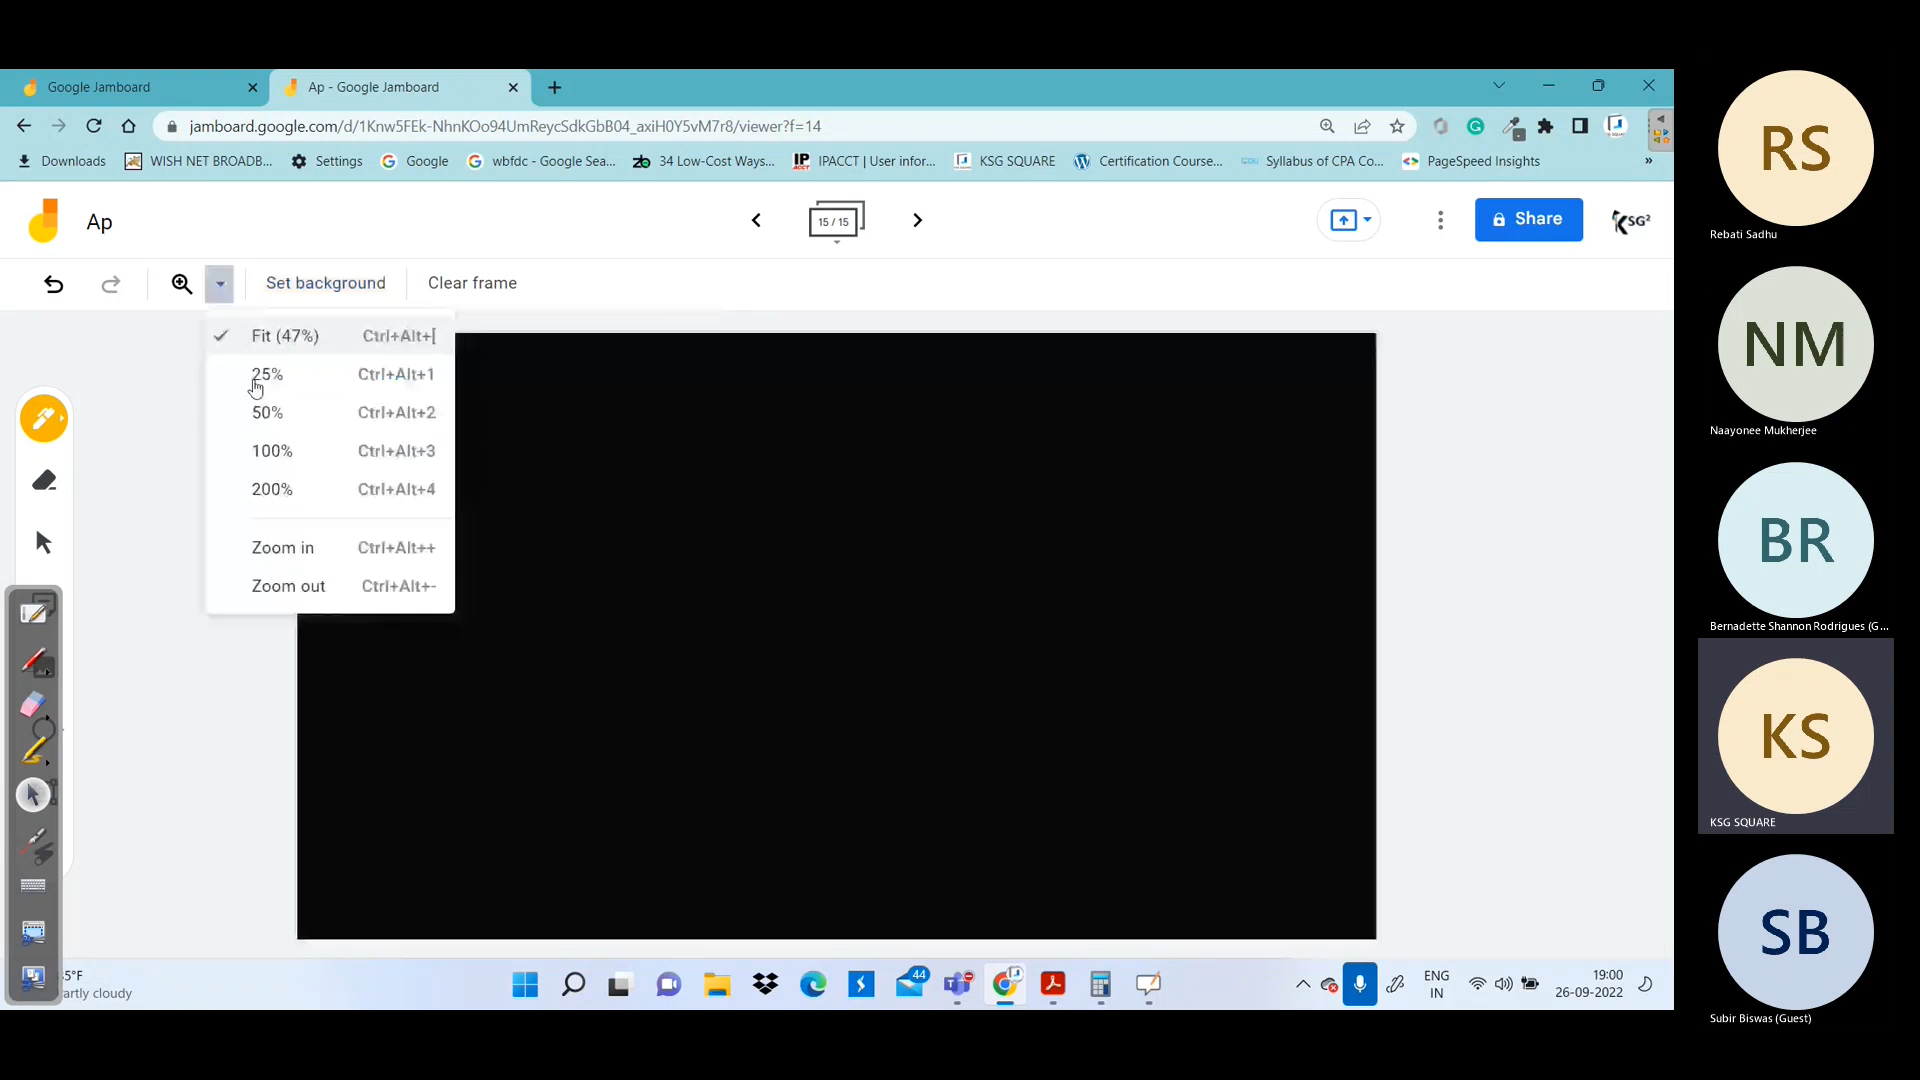 Google Jamboard
Ap - Google Jamboard
jamboard.google.com/d/1Knw5FEk-NhnKOo94UmReycSdkGbB04_axiH0Y5vM7r8/viewer?f=14
Downloads
WISH NET BROADB...
Settings
Google
wbfdc - Google Sea...
34 Low-Cost Ways...
IPACCT | User infor...
KSG SQUARE
Certification Course...
Syllabus of CPA Co...
PageSpeed Insights
»
Ap
15 / 15
Share
KSG²
Set background
Clear frame
Fit (47%) Ctrl+Alt+[
25% Ctrl+Alt+1
50% Ctrl+Alt+2
100% Ctrl+Alt+3
200% Ctrl+Alt+4
Zoom in Ctrl+Alt++
Zoom out Ctrl+Alt+-
5°F
artly cloudy
44
ENG
IN
19:00
26-09-2022
RS
Rebati Sadhu
NM
Naayonee Mukherjee
BR
Bernadette Shannon Rodrigues (G...
KS
KSG SQUARE
SB
Subir Biswas (Guest)